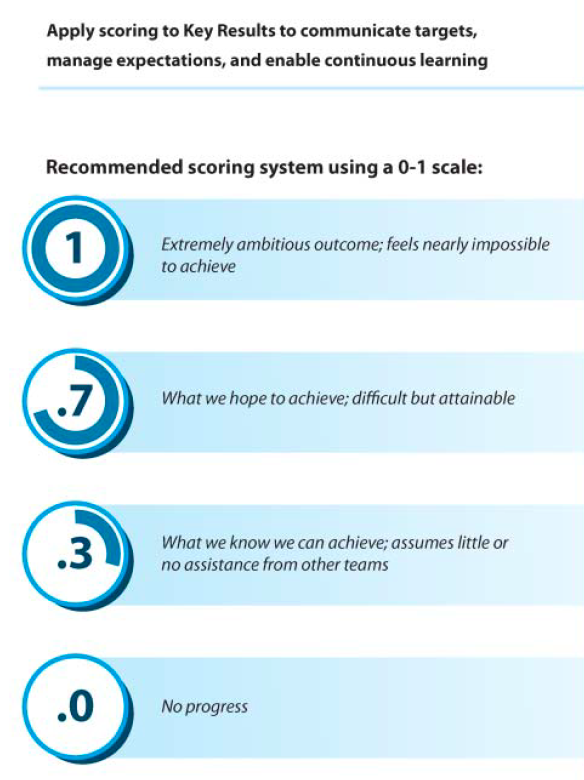 Apply scoring to Key Results to communicate targets,
manage expectations, and enable continuous learning
Recommended scoring system using a 0-1 scale:
1
Extremely ambitious outcome; feels nearly impossible
to achieve
.7
What we hope to achieve; difficult but attainable
.3
What we know we can achieve; assumes little or
no assistance from other teams
.0
No progress